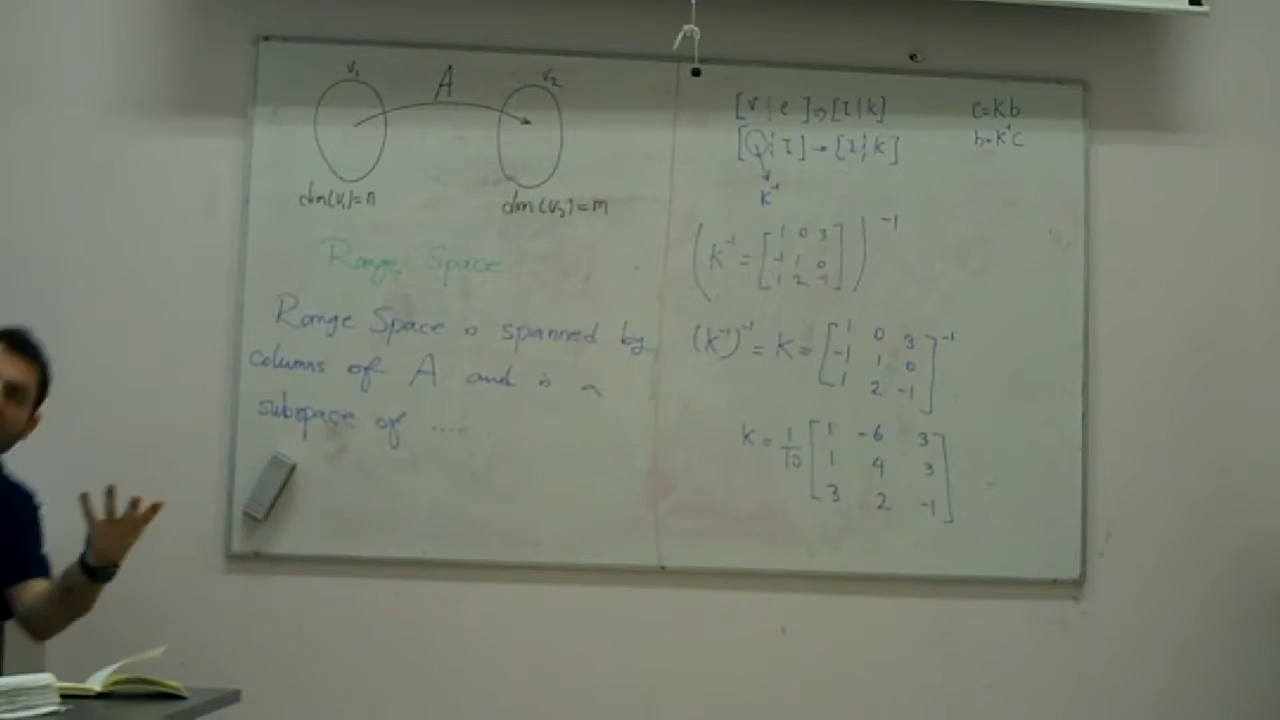 V₁ A V₂
dim(V₁)=n dim(V₂)=m
Range Space
Range Space is spanned by
columns of A and is a
subspace of .....
[v | e] → [I | k]
[Q | I] → [I | k]
K⁻¹
c=Kb
b=K⁻¹c
(K⁻¹ = [1 0 3
-1 1 0
1 2 -1])⁻¹
(K⁻¹)⁻¹ = K = [1 0 3
-1 1 0
1 2 -1]⁻¹
K = 1/10 [1 -6 3
1 4 3
3 2 -1]